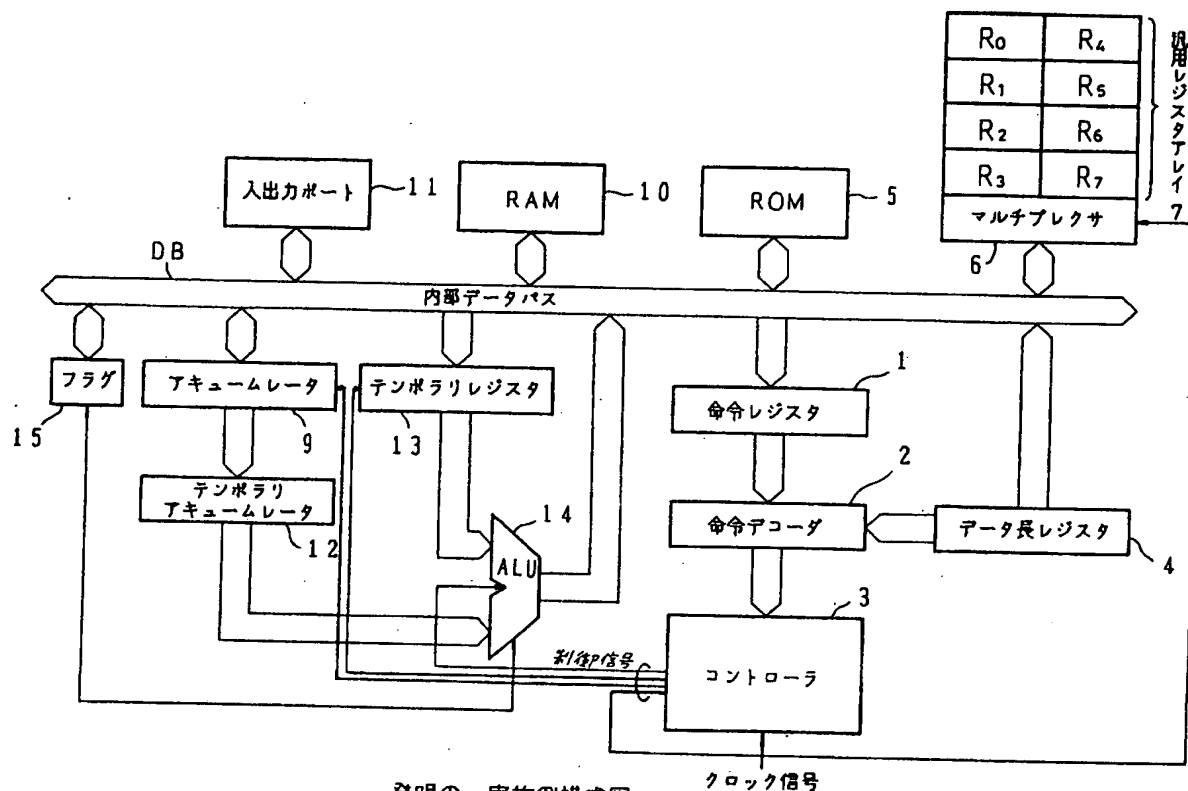 R0 R4
R1 R5
R2 R6
R3 R7
マルチプレクサ
汎用レジスタアレイ
7
6
入出力ポート
11
RAM
10
ROM
5
DB
内部データバス
フラグ
15
アキュームレータ
9
テンポラリレジスタ
13
命令レジスタ
1
テンポラリ
アキュームレータ
12
14
ALU
命令デコーダ
2
データ長レジスタ
4
コントローラ
3
制御信号
クロック信号
実施例構成図